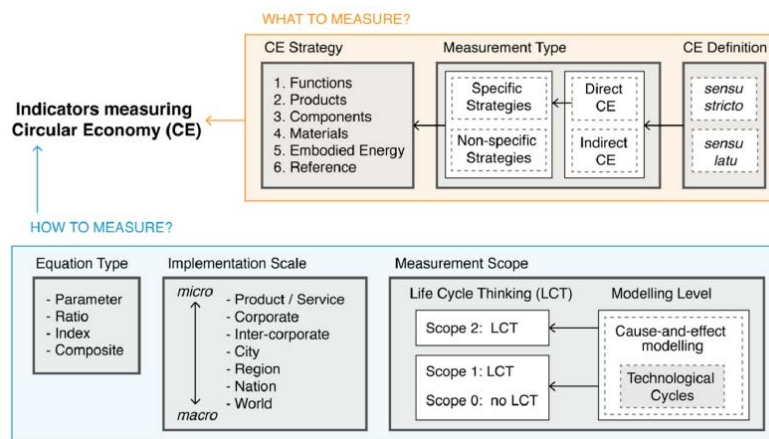 WHAT TO MEASURE?
CE Strategy
1. Functions
2. Products
3. Components
4. Materials
5. Embodied Energy
6. Reference
Measurement Type
Specific
Strategies
Non-specific
Strategies
Direct
CE
Indirect
CE
CE Definition
sensu
stricto
sensu
latu
Indicators measuring
Circular Economy (CE)
HOW TO MEASURE?
Equation Type
- Parameter
- Ratio
- Index
- Composite
Implementation Scale
micro
macro
- Product / Service
- Corporate
- Inter-corporate
- City
- Region
- Nation
- World
Measurement Scope
Life Cycle Thinking (LCT)
Scope 2: LCT
Scope 1: LCT
Scope 0: no LCT
Modelling Level
Cause-and-effect
modelling
Technological
Cycles